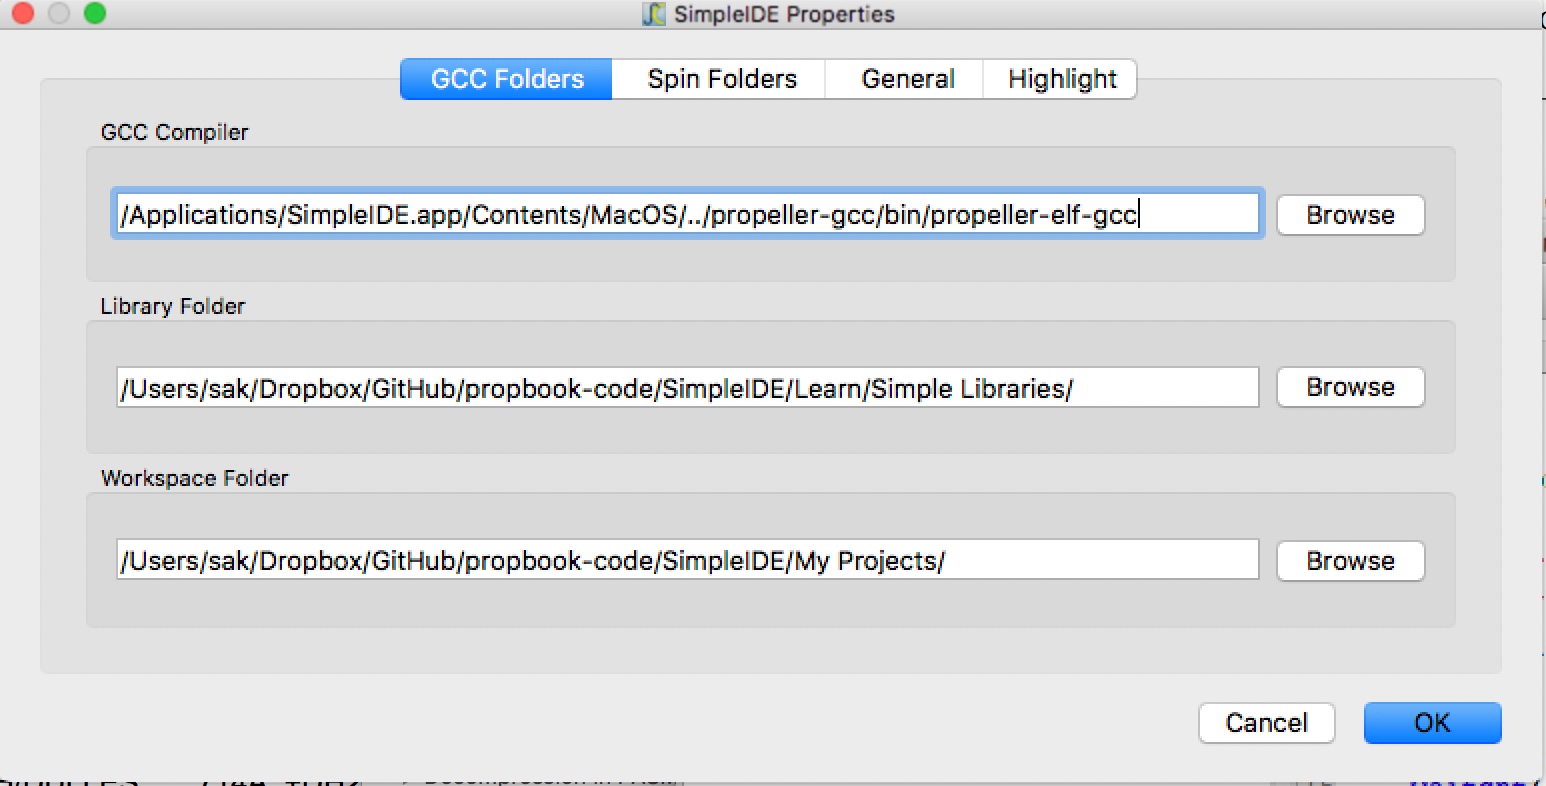 SimpleIDE Properties
GCC Folders Spin Folders General Highlight
GCC Compiler
/Applications/SimpleIDE.app/Contents/MacOS/../propeller-gcc/bin/propeller-elf-gcc Browse
Library Folder
/Users/sak/Dropbox/GitHub/propbook-code/SimpleIDE/Learn/Simple Libraries/ Browse
Workspace Folder
/Users/sak/Dropbox/GitHub/propbook-code/SimpleIDE/My Projects/ Browse
Cancel OK